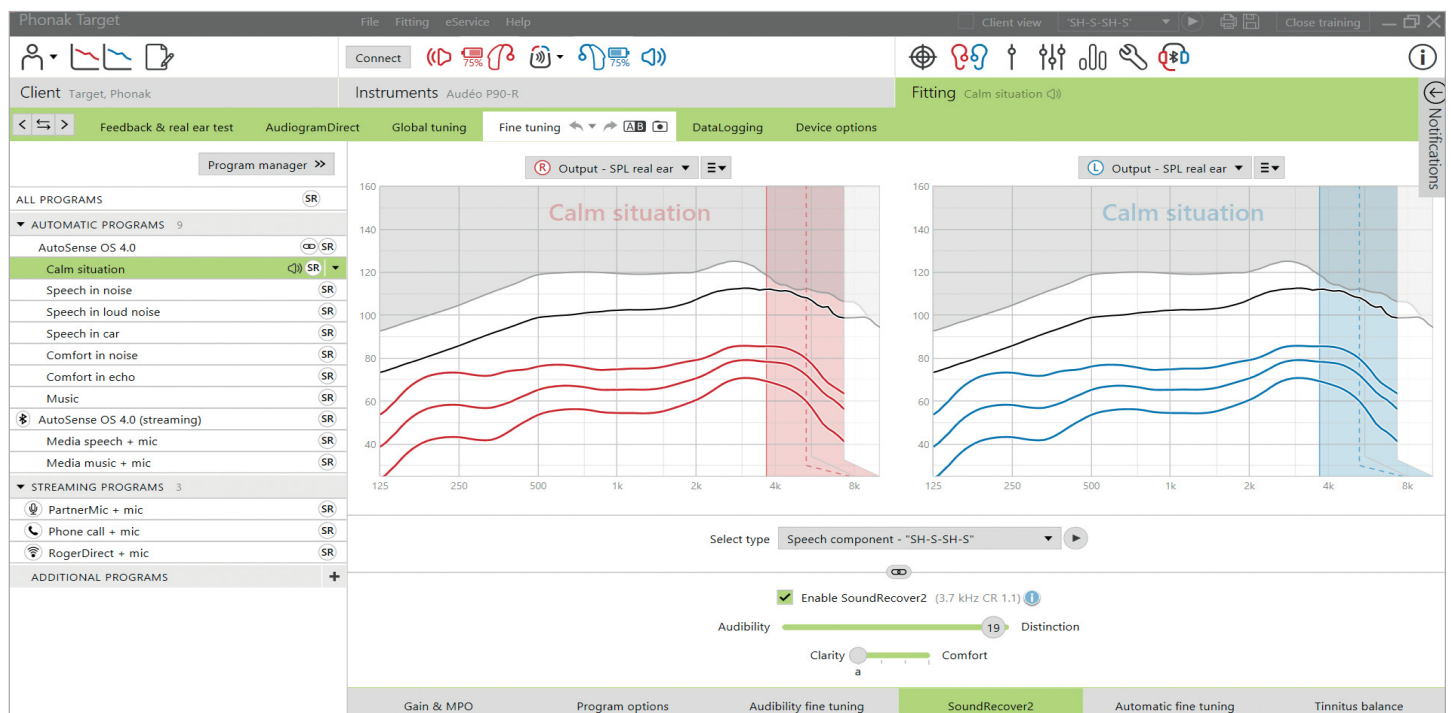 Phonak Target File Fitting eService Help Client view 'SH-S-SH-S' Close training
Connect 75% 75%
Client Target, Phonak Instruments Audéo P90-R Fitting Calm situation
Notifications
Feedback & real ear test AudiogramDirect Global tuning Fine tuning AB DataLogging Device options
Program manager
ALL PROGRAMS SR
AUTOMATIC PROGRAMS 9
AutoSense OS 4.0 SR
Calm situation SR
Speech in noise SR
Speech in loud noise SR
Speech in car SR
Comfort in noise SR
Comfort in echo SR
Music SR
AutoSense OS 4.0 (streaming) SR
Media speech + mic SR
Media music + mic SR
STREAMING PROGRAMS 3
PartnerMic + mic SR
Phone call + mic SR
RogerDirect + mic SR
ADDITIONAL PROGRAMS +
R Output - SPL real ear
Calm situation
160
140
120
100
80
60
40
125 250 500 1k 2k 4k 8k
L Output - SPL real ear
Calm situation
160
140
120
100
80
60
40
125 250 500 1k 2k 4k 8k
Select type Speech component - "SH-S-SH-S"
Enable SoundRecover2 (3.7 kHz CR 1.1) i
Audibility 19 Distinction
Clarity Comfort
a
Gain & MPO Program options Audibility fine tuning SoundRecover2 Automatic fine tuning Tinnitus balance